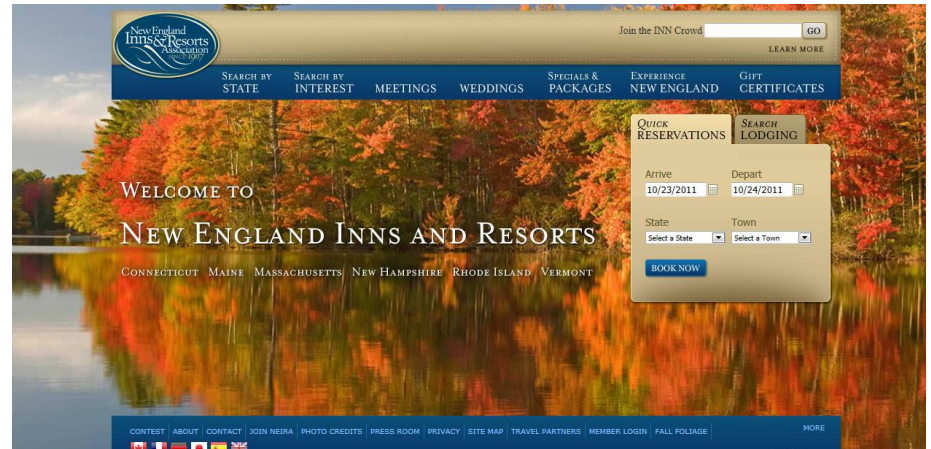 New England
Inns & Resorts
Association
SINCE 1907
Join the INN Crowd
GO
LEARN MORE
SEARCH BY STATE
SEARCH BY INTEREST
MEETINGS
WEDDINGS
SPECIALS & PACKAGES
EXPERIENCE NEW ENGLAND
GIFT CERTIFICATES
QUICK RESERVATIONS
SEARCH LODGING
WELCOME TO
NEW ENGLAND INNS AND RESORTS
CONNECTICUT MAINE MASSACHUSETTS NEW HAMPSHIRE RHODE ISLAND VERMONT
Arrive Depart
10/23/2011 10/24/2011
State Town
Select a State Select a Town
BOOK NOW
CONTEST ABOUT CONTACT JOIN NEIRA PHOTO CREDITS PRESS ROOM PRIVACY SITE MAP TRAVEL PARTNERS MEMBER LOGIN FALL FOLIAGE MORE